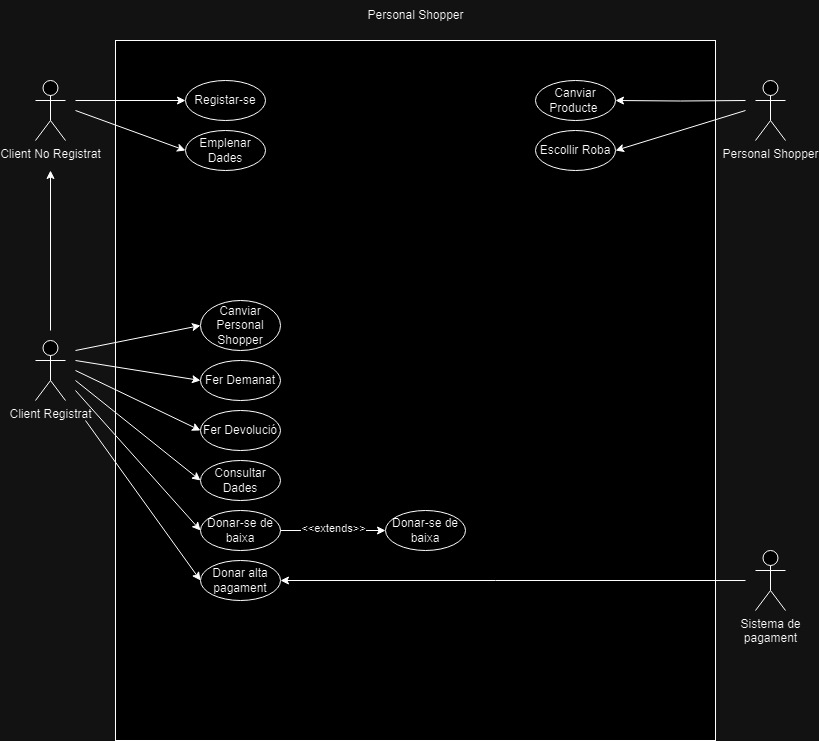 Personal Shopper
Registar-se
Canviar
Producte
Client No Registrat
Emplenar
Dades
Escollir Roba
Personal Shopper
Canviar
Personal
Shopper
Fer Demanat
Client Registrat
Fer Devolució
Consultar
Dades
Donar-se de
baixa
<<extends>>
Donar-se de
baixa
Donar alta
pagament
Sistema de
pagament